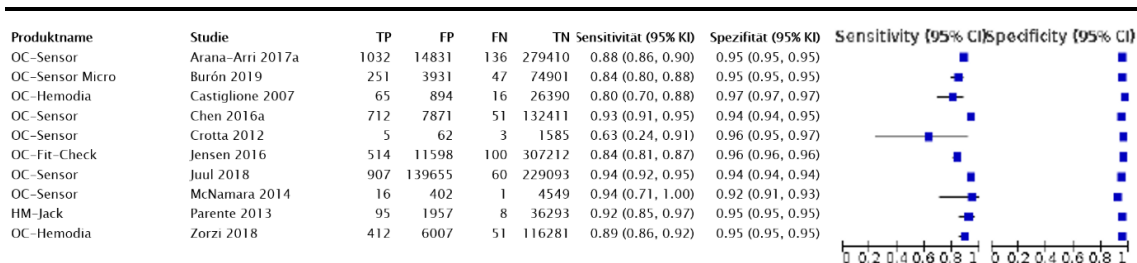 Produktname Studie TP FP FN TN Sensitivität (95% KI) Spezifität (95% KI) Sensitivity (95% CI) Specificity (95% CI)
OC-Sensor Arana-Arri 2017a 1032 14831 136 279410 0.88 (0.86, 0.90) 0.95 (0.95, 0.95)
OC-Sensor Micro Burón 2019 251 3931 47 74901 0.84 (0.80, 0.88) 0.95 (0.95, 0.95)
OC-Hemodia Castiglione 2007 65 894 16 26390 0.80 (0.70, 0.88) 0.97 (0.97, 0.97)
OC-Sensor Chen 2016a 712 7871 51 132411 0.93 (0.91, 0.95) 0.94 (0.94, 0.95)
OC-Sensor Crotta 2012 5 62 3 1585 0.63 (0.24, 0.91) 0.96 (0.95, 0.97)
OC-Fit-Check Jensen 2016 514 11598 100 307212 0.84 (0.81, 0.87) 0.96 (0.96, 0.96)
OC-Sensor Juul 2018 907 139655 60 229093 0.94 (0.92, 0.95) 0.94 (0.94, 0.94)
OC-Sensor McNamara 2014 16 402 1 4549 0.94 (0.71, 1.00) 0.92 (0.91, 0.93)
HM-Jack Parente 2013 95 1957 8 36293 0.92 (0.85, 0.97) 0.95 (0.95, 0.95)
OC-Hemodia Zorzi 2018 412 6007 51 116281 0.89 (0.86, 0.92) 0.95 (0.95, 0.95)
0 0.2 0.4 0.6 0.8 1 0 0.2 0.4 0.6 0.8 1